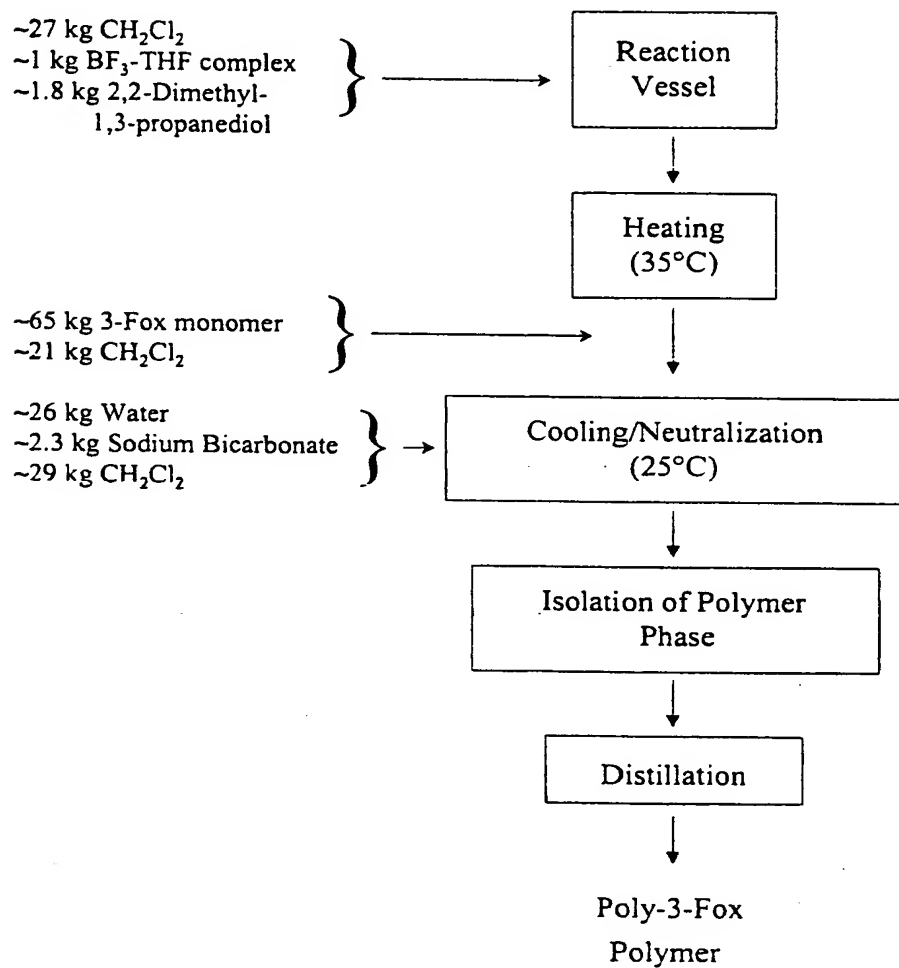 ~27 kg CH₂Cl₂
~1 kg BF₃-THF complex
~1.8 kg 2,2-Dimethyl-
1,3-propanediol
Reaction
Vessel
Heating
(35°C)
~65 kg 3-Fox monomer
~21 kg CH₂Cl₂
~26 kg Water
~2.3 kg Sodium Bicarbonate
~29 kg CH₂Cl₂
Cooling/Neutralization
(25°C)
Isolation of Polymer
Phase
Distillation
Poly-3-Fox
Polymer